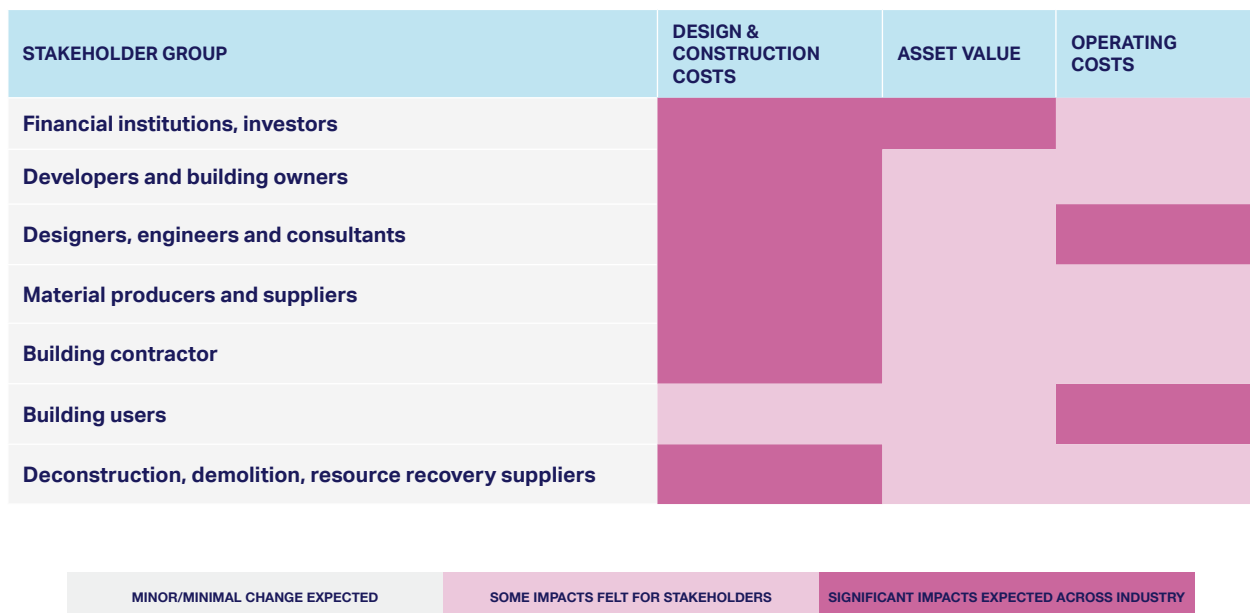 STAKEHOLDER GROUP
DESIGN &
CONSTRUCTION
COSTS
ASSET VALUE
OPERATING
COSTS
Financial institutions, investors
Developers and building owners
Designers, engineers and consultants
Material producers and suppliers
Building contractor
Building users
Deconstruction, demolition, resource recovery suppliers
MINOR/MINIMAL CHANGE EXPECTED
SOME IMPACTS FELT FOR STAKEHOLDERS
SIGNIFICANT IMPACTS EXPECTED ACROSS INDUSTRY